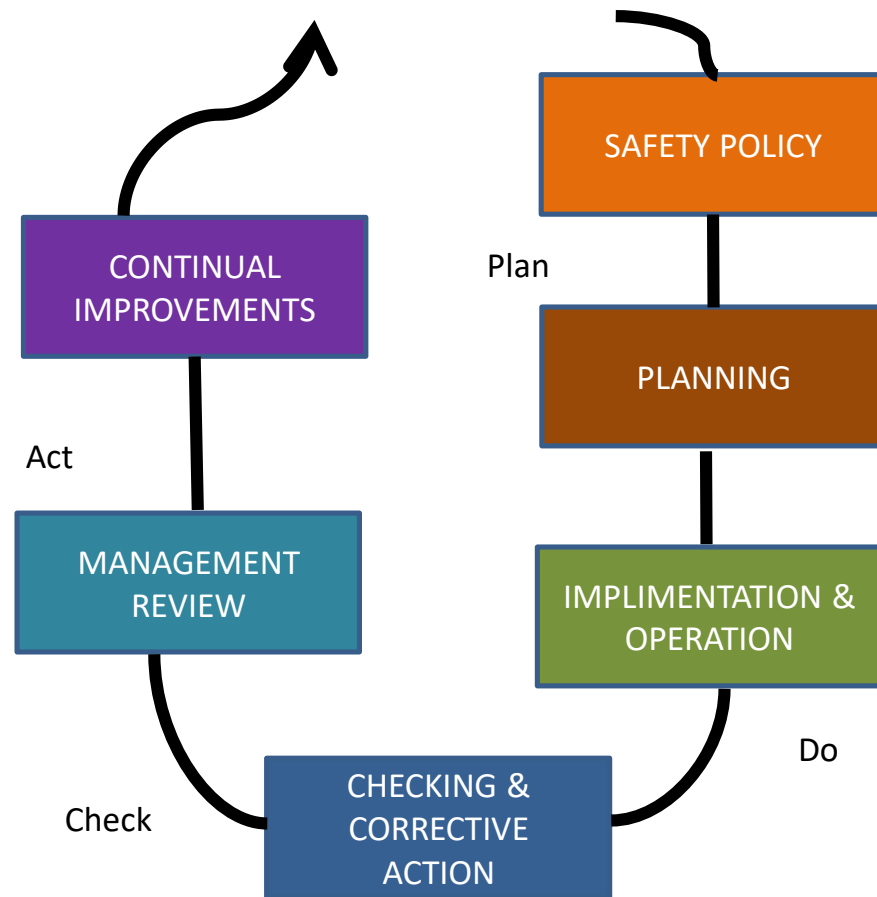 SAFETY POLICY
Plan
PLANNING
IMPLIMENTATION &
OPERATION
Do
CHECKING &
CORRECTIVE
ACTION
Check
MANAGEMENT
REVIEW
Act
CONTINUAL
IMPROVEMENTS